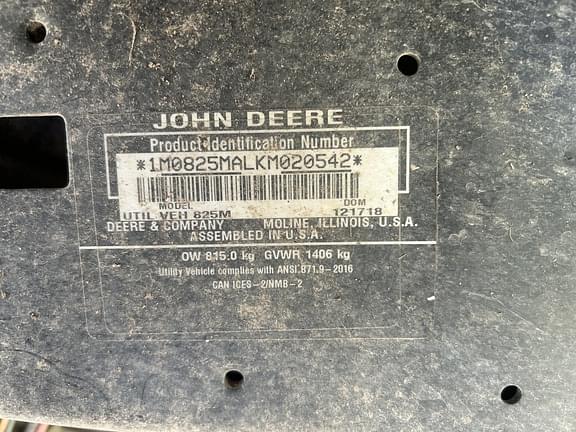 JOHN DEERE
Product Identification Number
*1M0825MALKM020542*
MODEL DOM
UTIL VEH 825M 121718
DEERE & COMPANY MOLINE, ILLINOIS, U.S.A.
ASSEMBLED IN U.S.A.
OW 815.0 kg GVWR 1406 kg
Utility Vehicle complies with ANSI B71.9-2016
CAN ICES-2/NMB-2